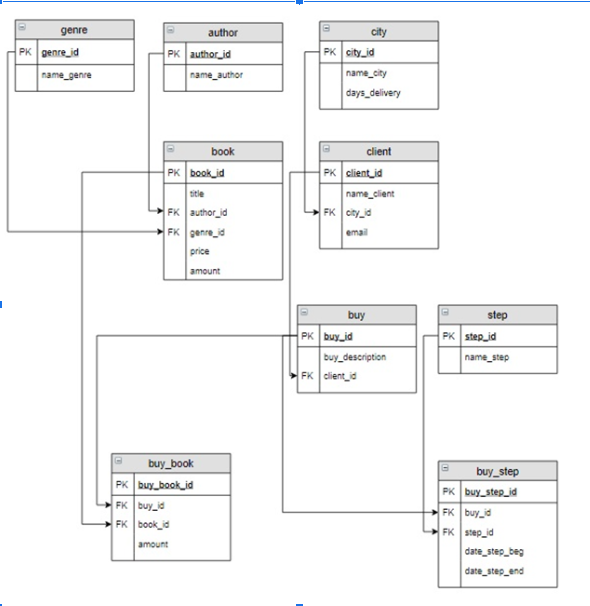 genre
PK genre_id
name_genre
author
PK author_id
name_author
city
PK city_id
name_city
days_delivery
book
PK book_id
title
FK author_id
FK genre_id
price
amount
client
PK client_id
name_client
FK city_id
email
buy
PK buy_id
buy_description
FK client_id
step
PK step_id
name_step
buy_book
PK buy_book_id
FK buy_id
FK book_id
amount
buy_step
PK buy_step_id
FK buy_id
FK step_id
date_step_beg
date_step_end